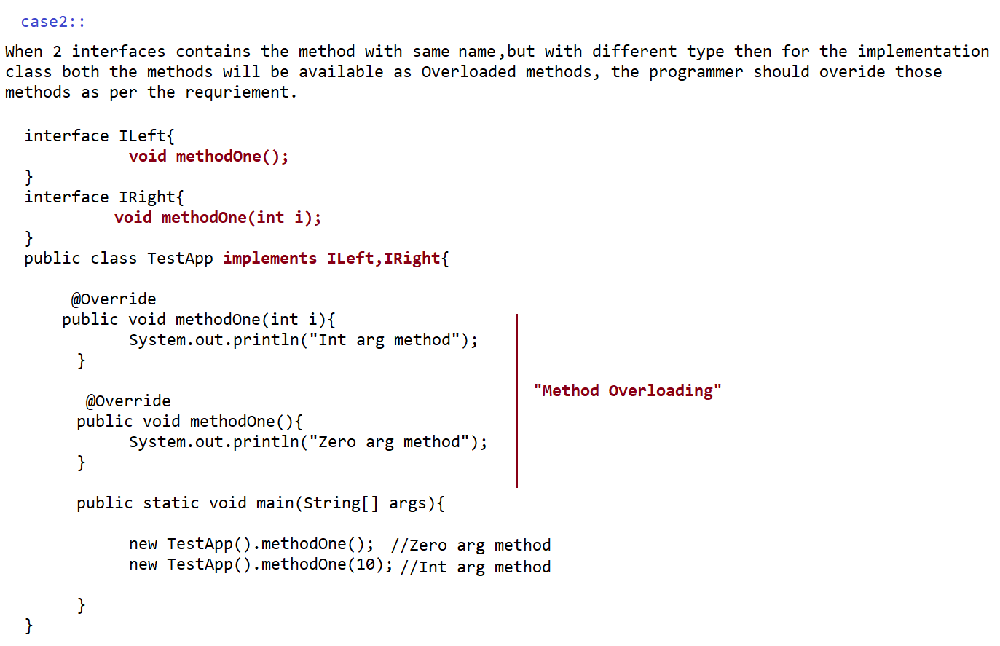 case2::
When 2 interfaces contains the method with same name,but with different type then for the implementation
class both the methods will be available as Overloaded methods, the programmer should overide those
methods as per the requriement.
interface ILeft{
void methodOne();
}
interface IRight{
void methodOne(int i);
}
public class TestApp implements ILeft,IRight{
@Override
public void methodOne(int i){
System.out.println("Int arg method");
}
"Method Overloading"
@Override
public void methodOne(){
System.out.println("Zero arg method");
}
public static void main(String[] args){
new TestApp().methodOne(); //Zero arg method
new TestApp().methodOne(10); //Int arg method
}
}